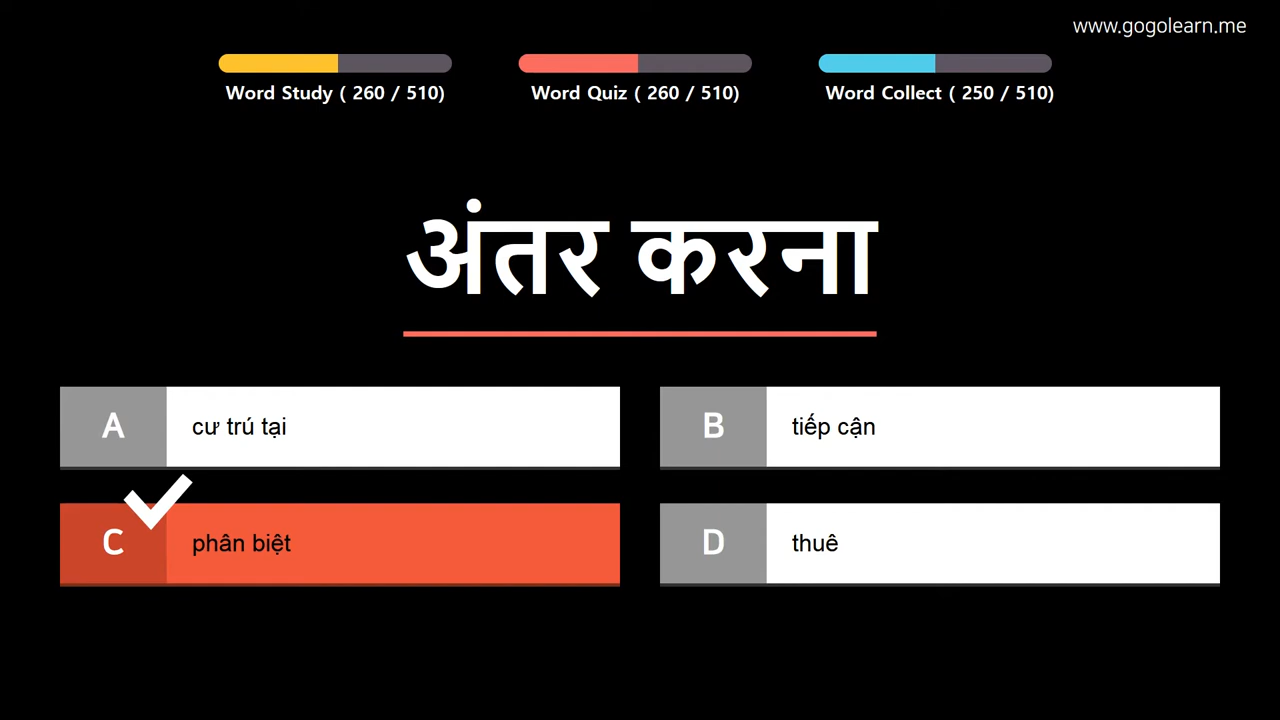 www.gogolearn.me
Word Study ( 260 / 510)
Word Quiz ( 260 / 510)
Word Collect ( 250 / 510)
अंतर करना
A
cư trú tại
B
tiếp cận
C
phân biệt
D
thuê